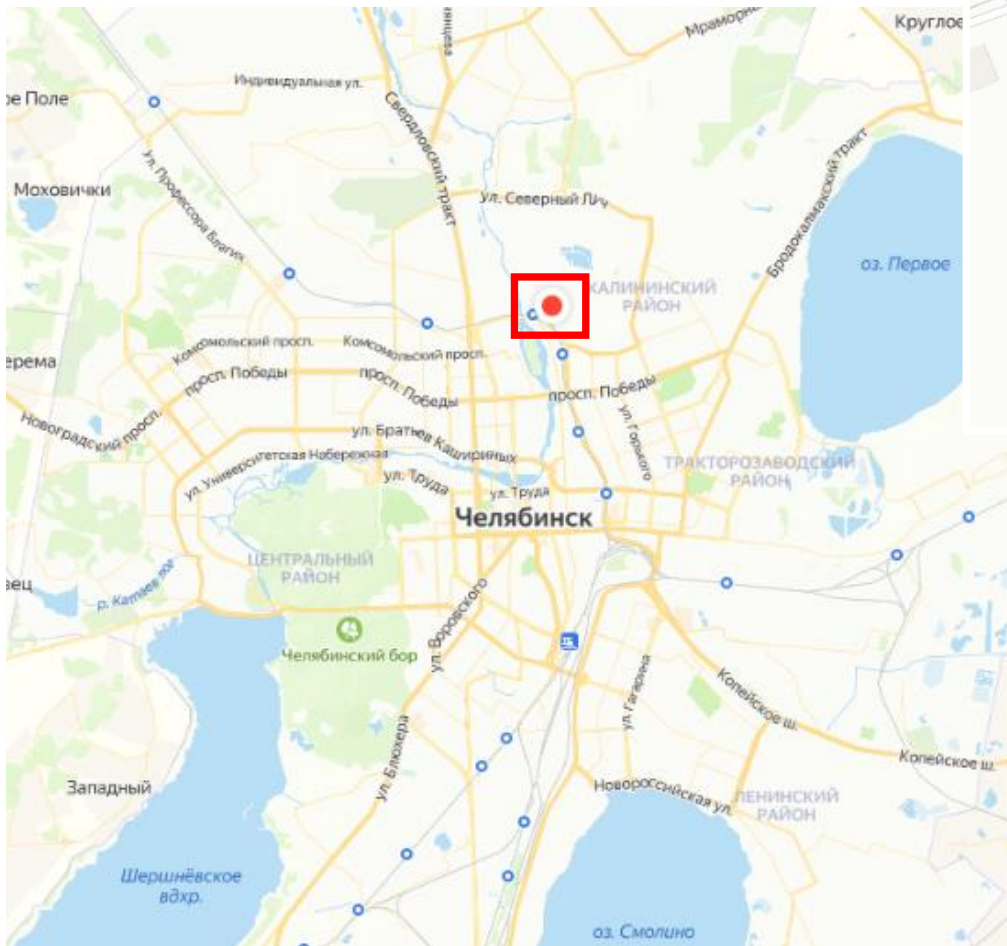 Круглое
Мраморн
Индивидуальная ул.
ое Поле
Свердловский тракт
ул. Профессора Благих
Моховички
ул. Северный Луч
Бродокалмакский тракт
оз. Первое
КАЛИНИНСКИЙ
РАЙОН
ерема
Комсомольский просп.
Комсомольский просп.
просп. Победы
просп. Победы
просп. Победы
Новоградский просп.
ул. Горького
ул. Братьев Кашириных
ул. Университетская Набережная
ТРАКТОРОЗАВОДСКИЙ
РАЙОН
ул. Труда
ул. Труда
Челябинск
ЦЕНТРАЛЬНЫЙ
РАЙОН
вец
ул. Воровского
Челябинский бор
ул. Гагарина
Копейское ш.
Копейское ш.
ул. Блюхера
Западный
Новороссийская ул.
ЛЕНИНСКИЙ
РАЙОН
Шершнёвское
вдхр.
оз. Смолино